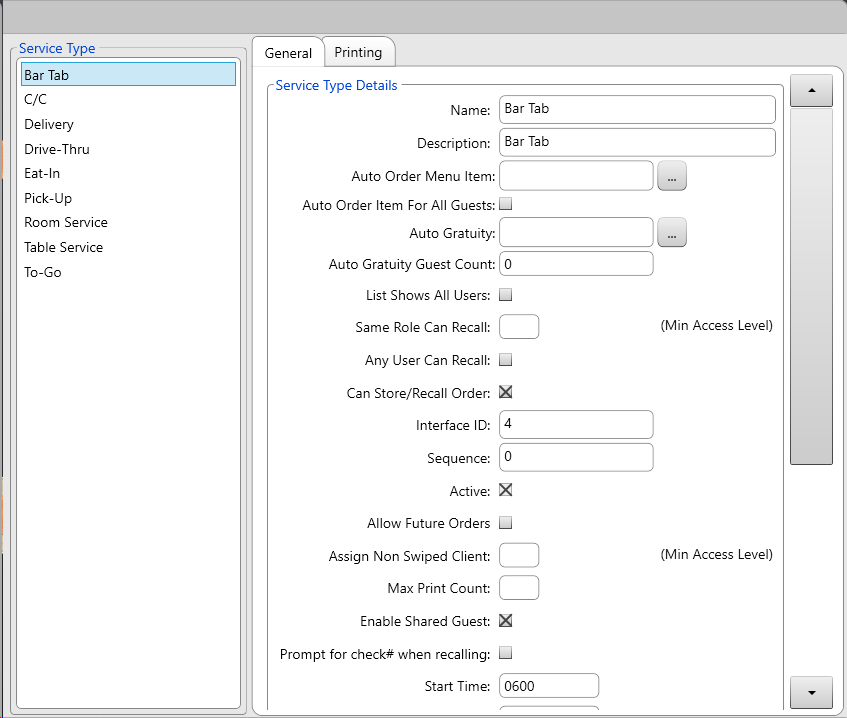 Service Type
Bar Tab
C/C
Delivery
Drive-Thru
Eat-In
Pick-Up
Room Service
Table Service
To-Go
General
Printing
Service Type Details
Name: Bar Tab
Description: Bar Tab
Auto Order Menu Item: ...
Auto Order Item For All Guests:
Auto Gratuity: ...
Auto Gratuity Guest Count: 0
List Shows All Users:
Same Role Can Recall: (Min Access Level)
Any User Can Recall:
Can Store/Recall Order:
Interface ID: 4
Sequence: 0
Active:
Allow Future Orders
Assign Non Swiped Client: (Min Access Level)
Max Print Count:
Enable Shared Guest:
Prompt for check# when recalling:
Start Time: 0600